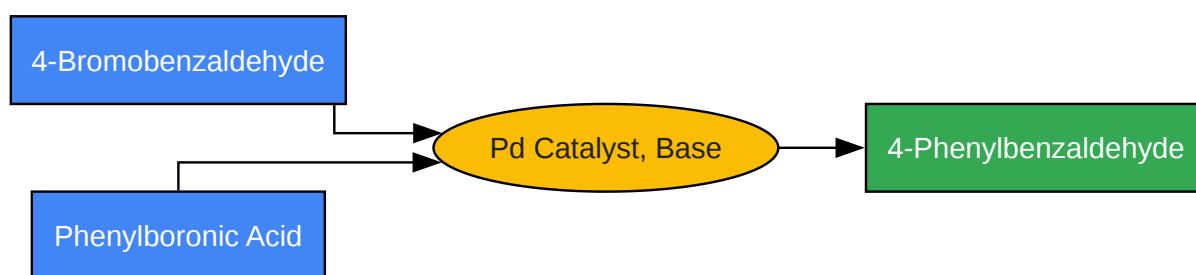 4-Bromobenzaldehyde
Pd Catalyst, Base
4-Phenylbenzaldehyde
Phenylboronic Acid